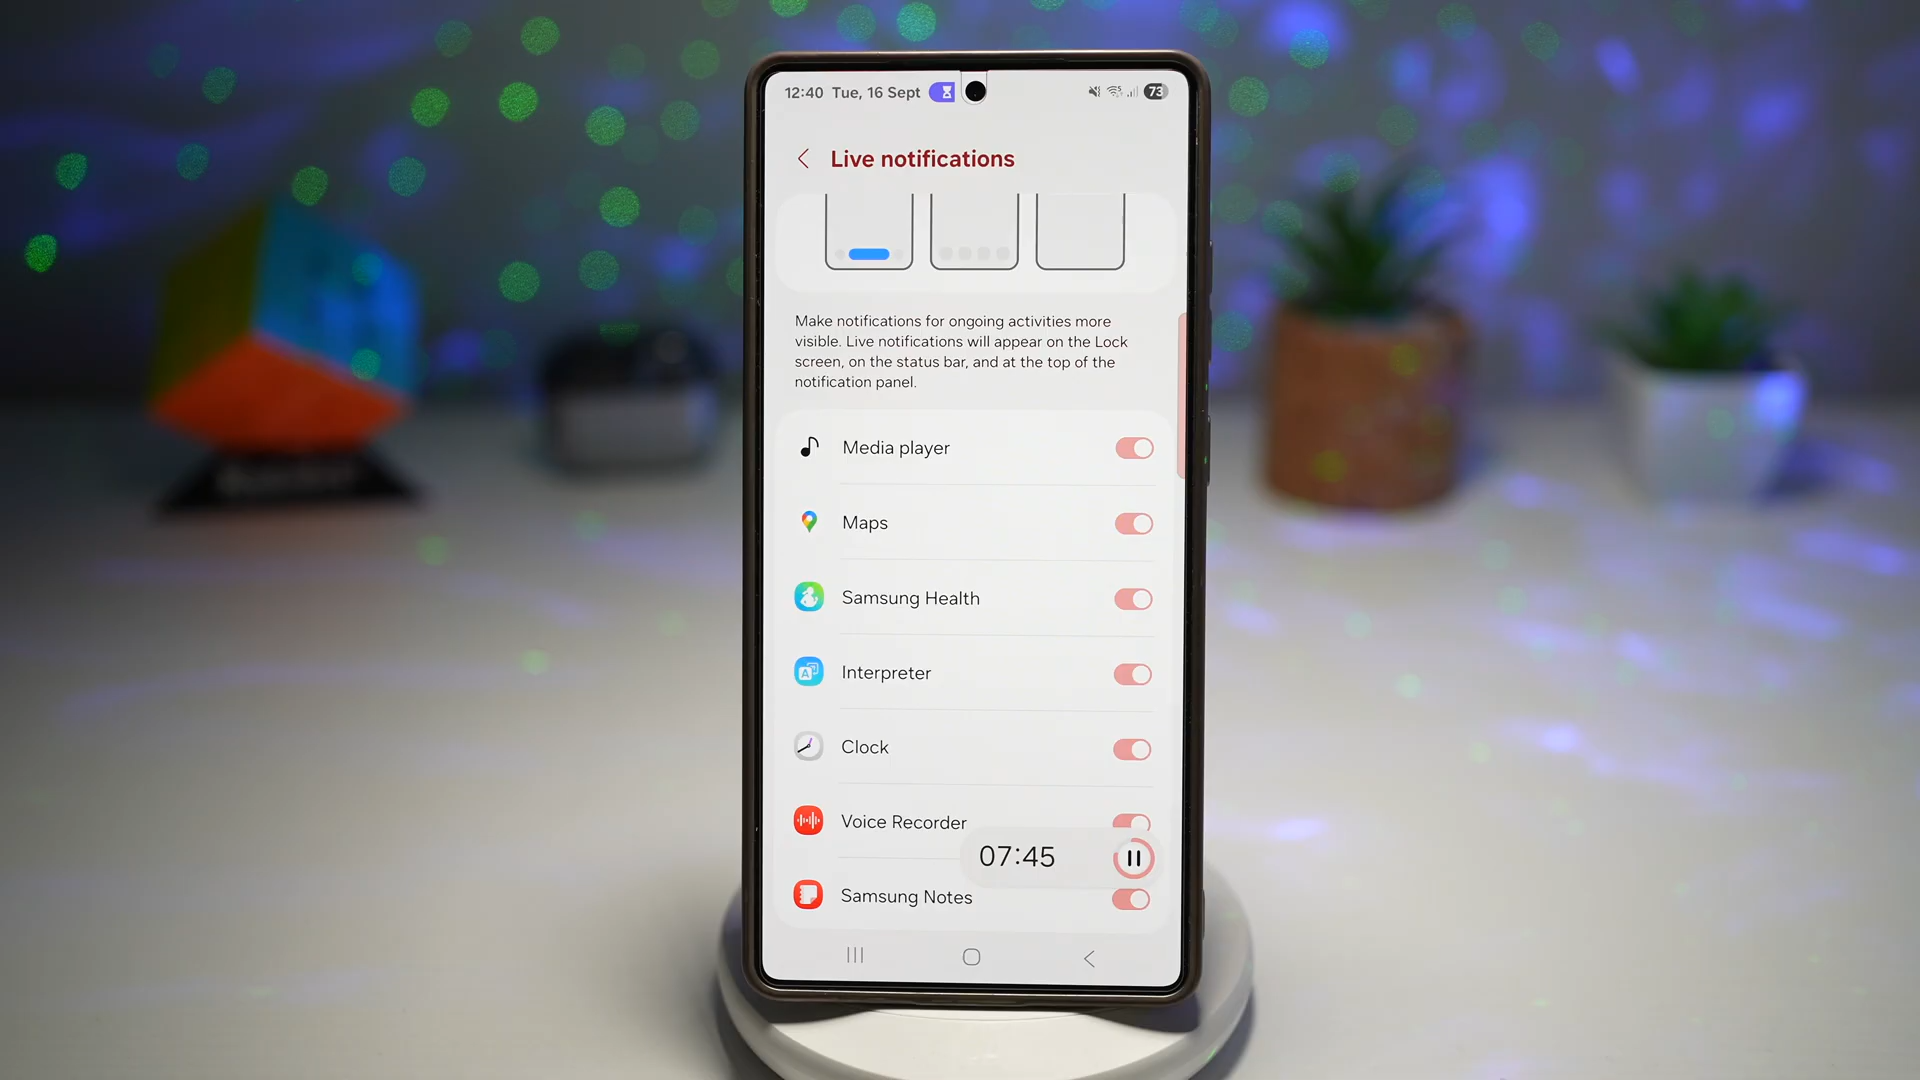 12:40 Tue, 16 Sept
73
Live notifications
Make notifications for ongoing activities more
visible. Live notifications will appear on the Lock
screen, on the status bar, and at the top of the
notification panel.
Media player
Maps
Samsung Health
Interpreter
Clock
Voice Recorder
07:45
Samsung Notes